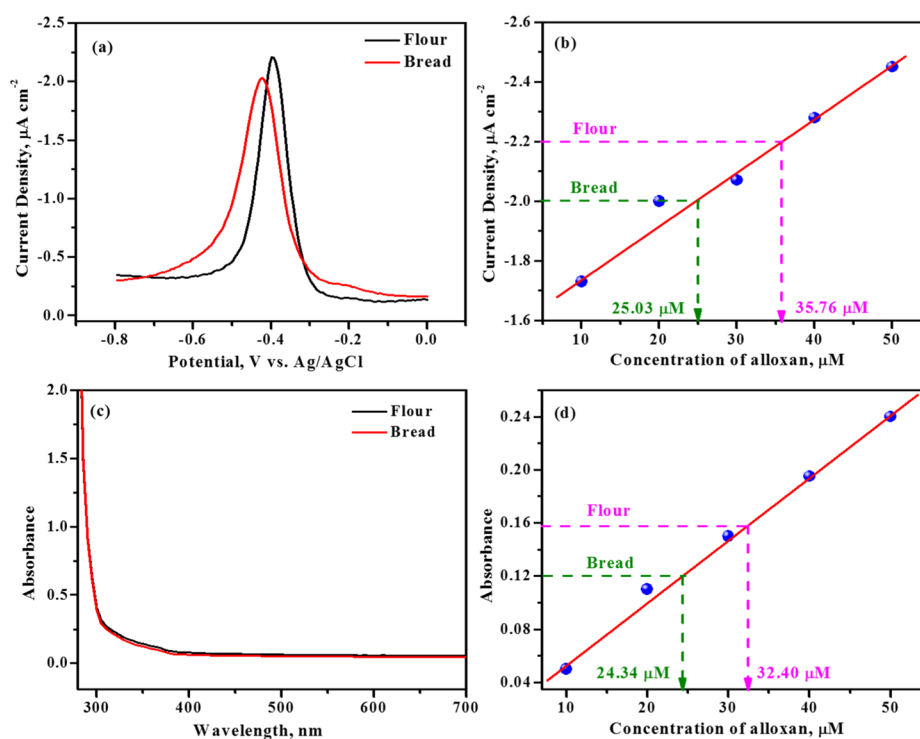 (a)
Flour
Bread
-2.5
-2.0
-1.5
-1.0
-0.5
0.0
Current Density, μA cm⁻²
-0.8 -0.6 -0.4 -0.2 0.0
Potential, V vs. Ag/AgCl
(b)
-2.6
-2.4
-2.2
-2.0
-1.8
-1.6
Current Density, μA cm⁻²
Flour
Bread
25.03 μM
35.76 μM
10 20 30 40 50
Concentration of alloxan, μM
(c)
Flour
Bread
2.0
1.5
1.0
0.5
0.0
Absorbance
300 400 500 600 700
Wavelength, nm
(d)
0.24
0.20
0.16
0.12
0.08
0.04
Absorbance
Flour
Bread
24.34 μM
32.40 μM
10 20 30 40 50
Concentration of alloxan, μM